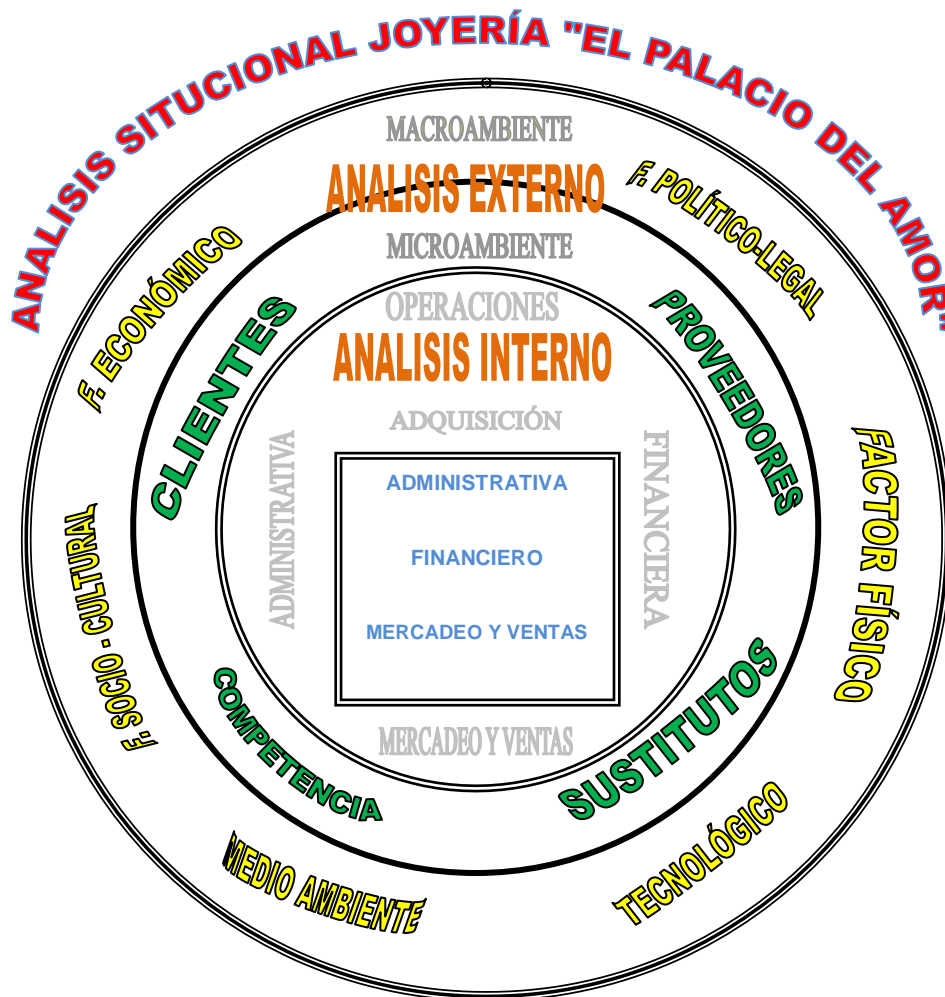 ANALISIS SITUCIONAL JOYERÍA "EL PALACIO DEL AMOR"
MACROAMBIENTE
ANALISIS EXTERNO
F. POLÍTICO-LEGAL
F. ECONÓMICO
MICROAMBIENTE
OPERACIONES
CLIENTES
PROVEEDORES
ANALISIS INTERNO
ADQUISICIÓN
ADMINISTRATIVA
FINANCIERA
FACTOR FÍSICO
ADMINISTRATIVA
FINANCIERO
MERCADEO Y VENTAS
F. SOCIO - CULTURAL
COMPETENCIA
SUSTITUTOS
MERCADEO Y VENTAS
MEDIO AMBIENTE
TECNOLÓGICO